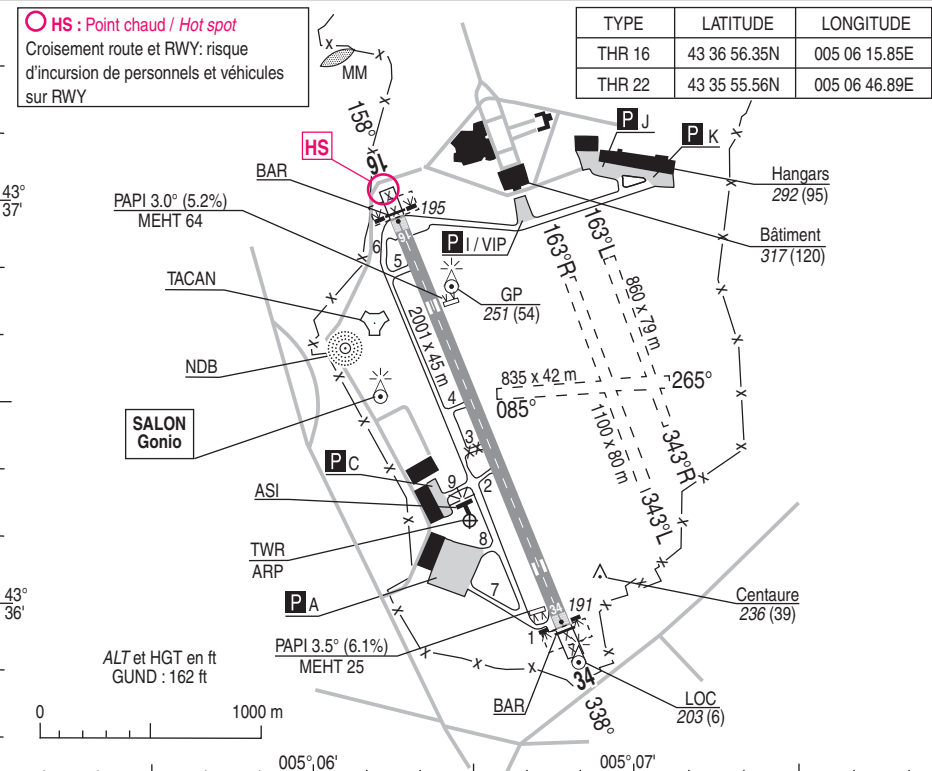 HS : Point chaud / Hot spot
Croisement route et RWY: risque
d'incursion de personnels et véhicules
sur RWY
TYPE LATITUDE LONGITUDE
THR 16 43 36 56.35N 005 06 15.85E
THR 22 43 35 55.56N 005 06 46.89E
MM
158°
16
HS
BAR
195
PAPI 3.0° (5.2%)
MEHT 64
43°
37'
P J
P K
Hangars
292 (95)
Bâtiment
317 (120)
P I / VIP
163°R
163°L
860 x 79 m
6
5
16
GP
251 (54)
TACAN
2001 x 45 m
NDB
835 x 42 m
265°
085°
4
1100 x 80 m
SALON
Gonio
3
343°R
343°L
P C
9
2
ASI
TWR
ARP
8
7
P A
43°
36'
Centaure
236 (39)
34
191
1
PAPI 3.5° (6.1%)
MEHT 25
ALT et HGT en ft
GUND : 162 ft
BAR
34
338°
LOC
203 (6)
0 1000 m
005° 06'
005° 07'